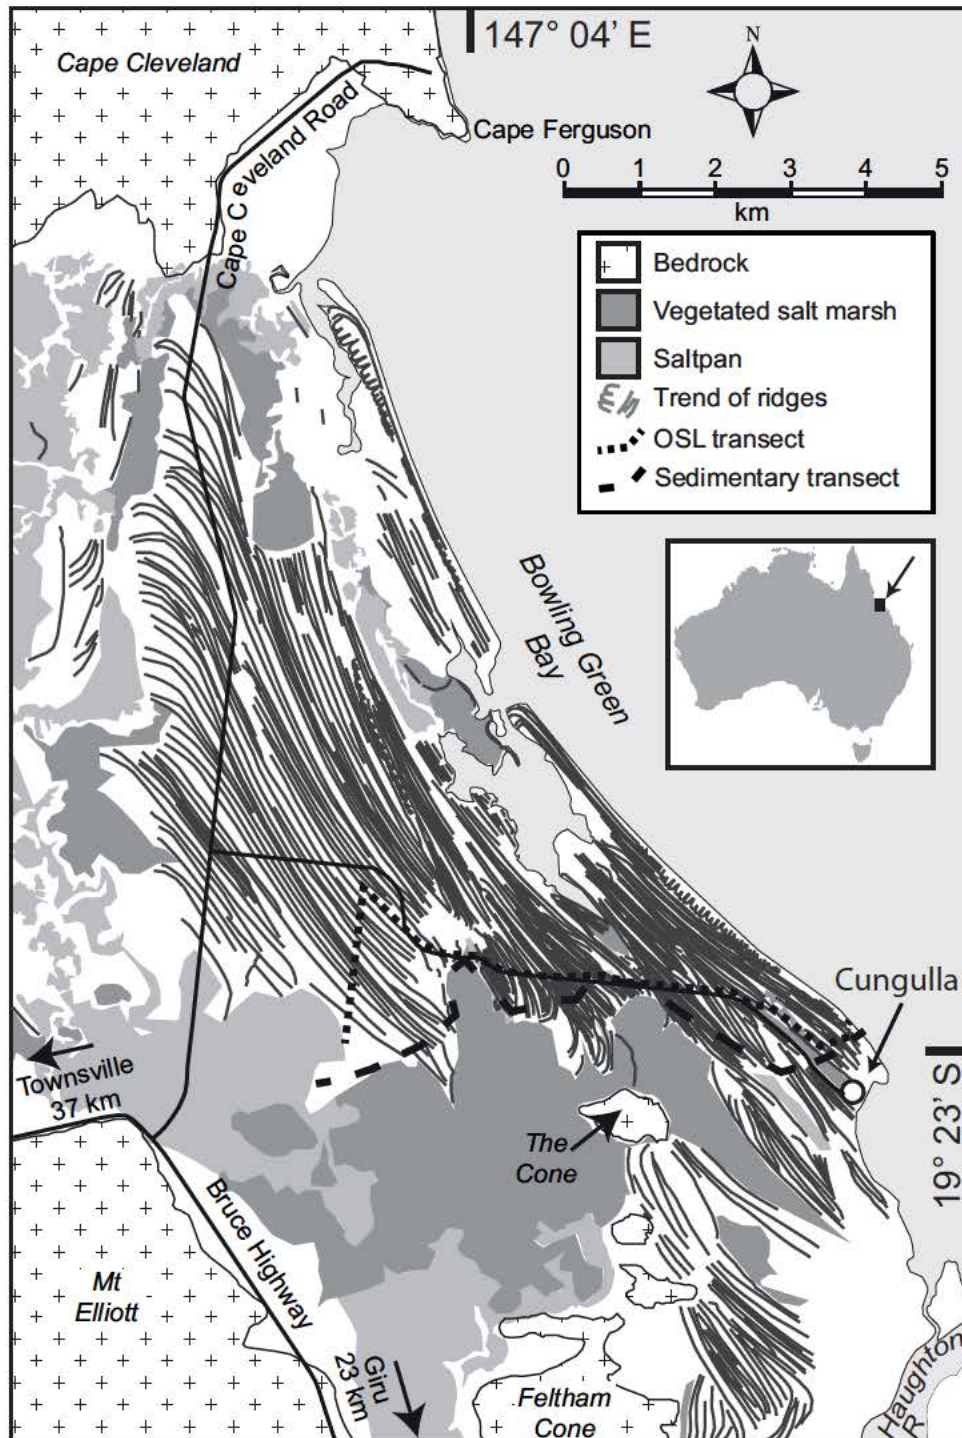 147° 04' E
Cape Cleveland
N
Cape Ferguson
Cape Cleveland Road
0 1 2 3 4 5
km
Bedrock
Vegetated salt marsh
Saltpan
Trend of ridges
OSL transect
Sedimentary transect
Bowling Green
Bay
Cungulla
19° 23' S
Townsville
37 km
The
Cone
Bruce Highway
Mt
Elliott
Giru
23 km
Feltham
Cone
Haughton
R